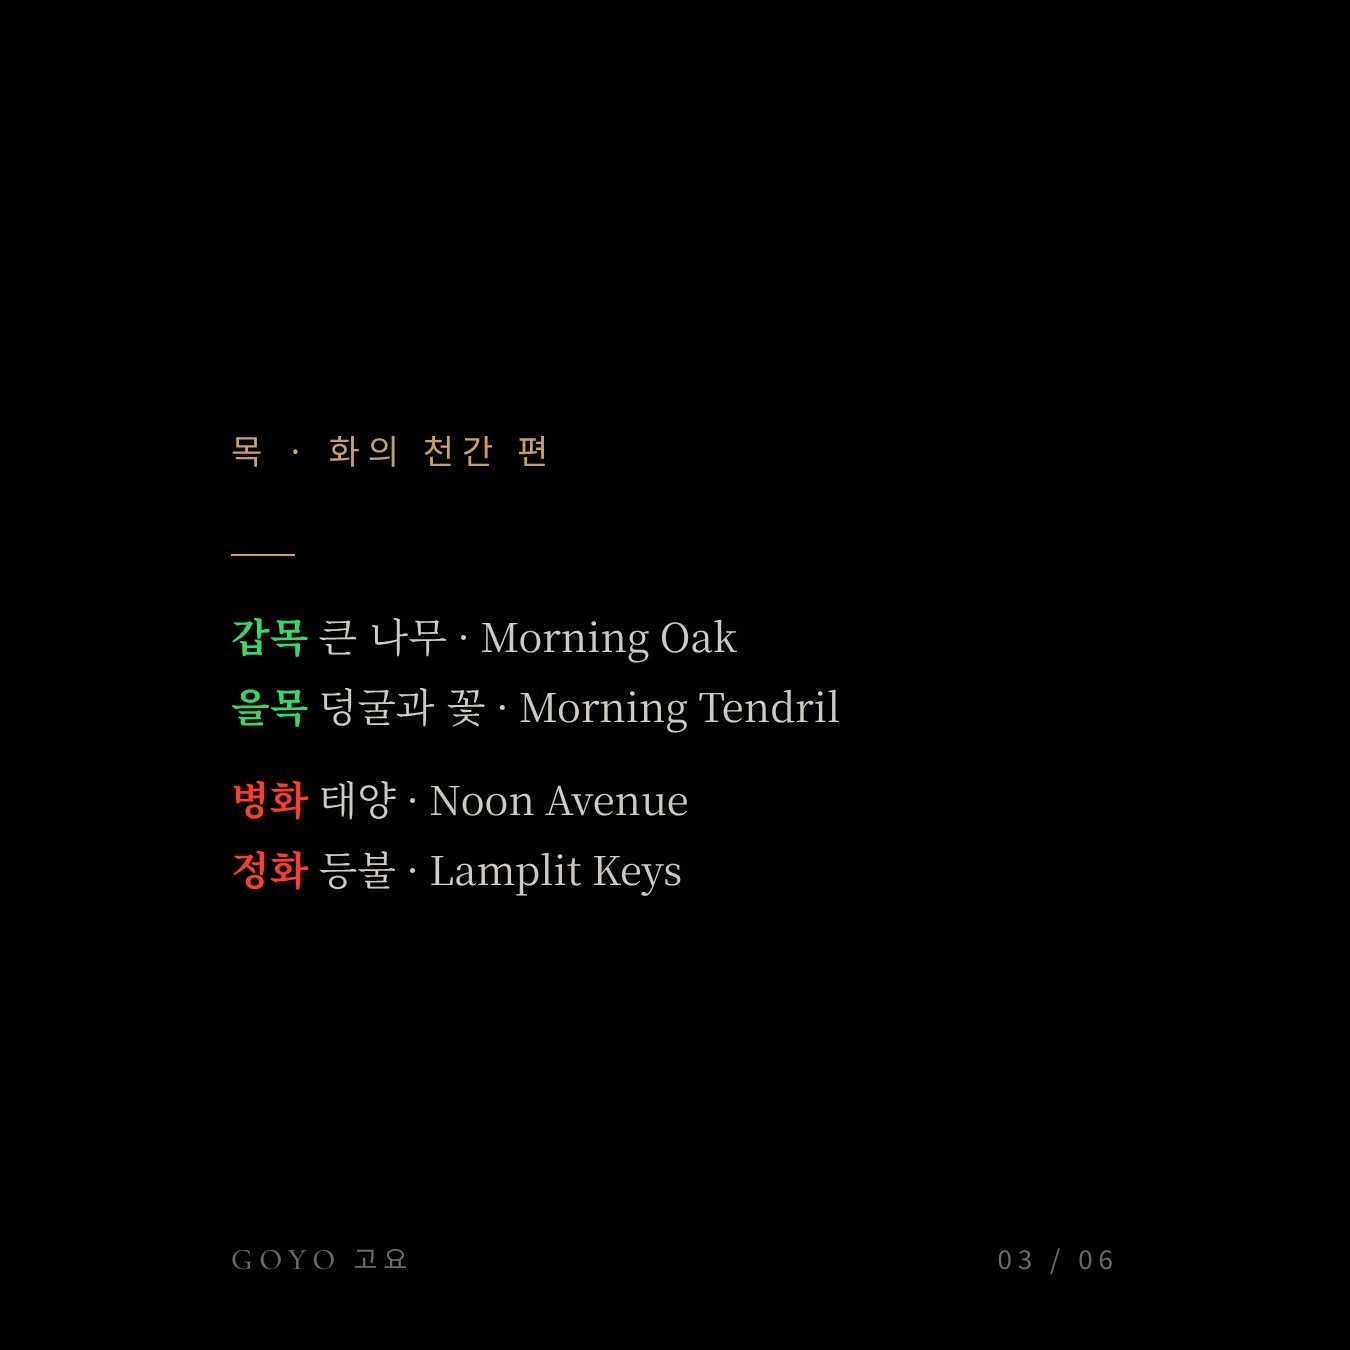 목 · 화의 천간 편
갑목 큰 나무 · Morning Oak
을목 덩굴과 꽃 · Morning Tendril
병화 태양 · Noon Avenue
정화 등불 · Lamplit Keys
GOYO 고요
03 / 06